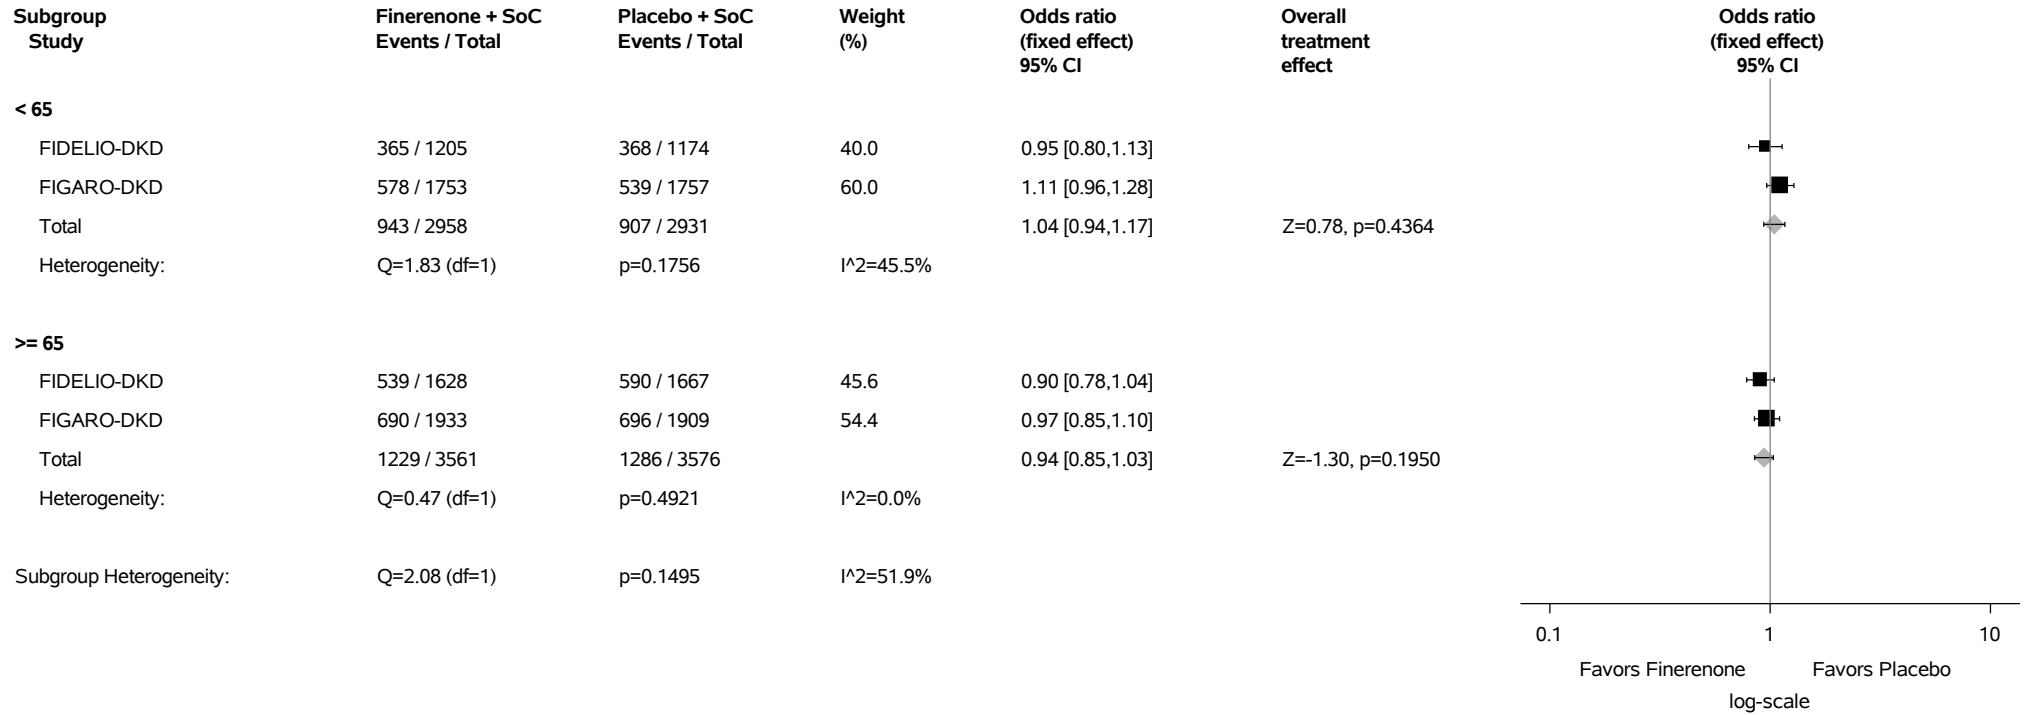 Subgroup Finerenone + SoC Placebo + SoC Weight Odds ratio Overall Odds ratio
Study Events / Total Events / Total (%) (fixed effect) treatment (fixed effect)
95% CI effect 95% CI
< 65
FIDELIO-DKD 365 / 1205 368 / 1174 40.0 0.95 [0.80,1.13]
FIGARO-DKD 578 / 1753 539 / 1757 60.0 1.11 [0.96,1.28]
Total 943 / 2958 907 / 2931 1.04 [0.94,1.17] Z=0.78, p=0.4364
Heterogeneity: Q=1.83 (df=1) p=0.1756 I^2=45.5%
>= 65
FIDELIO-DKD 539 / 1628 590 / 1667 45.6 0.90 [0.78,1.04]
FIGARO-DKD 690 / 1933 696 / 1909 54.4 0.97 [0.85,1.10]
Total 1229 / 3561 1286 / 3576 0.94 [0.85,1.03] Z=-1.30, p=0.1950
Heterogeneity: Q=0.47 (df=1) p=0.4921 I^2=0.0%
Subgroup Heterogeneity: Q=2.08 (df=1) p=0.1495 I^2=51.9%
0.1 1 10
Favors Finerenone Favors Placebo
log-scale